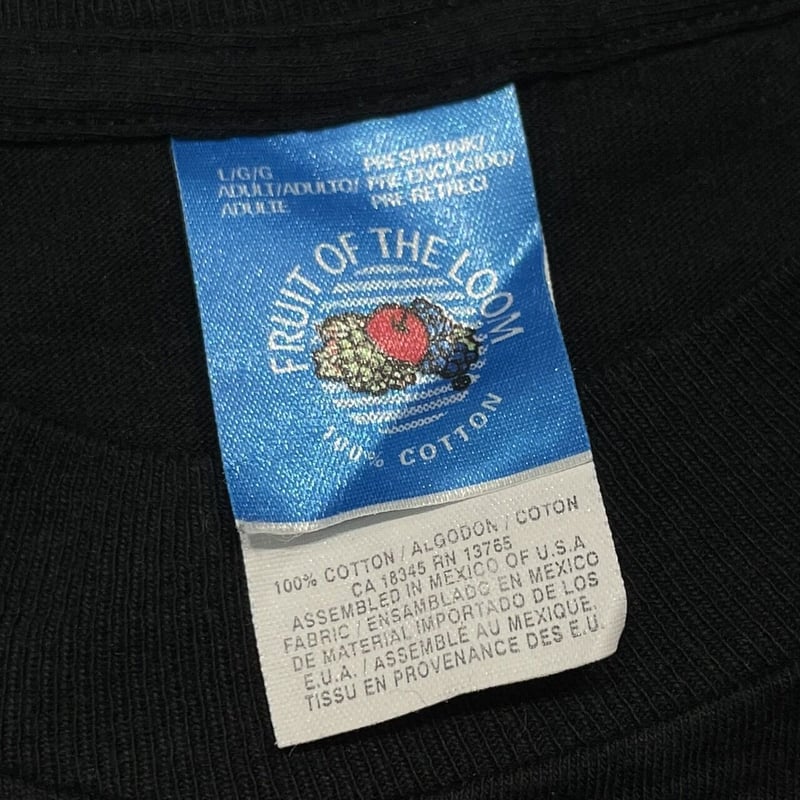 L/G/G
ADULT/ADULTO/
ADULTE
PRESHRUNK/
PRE-ENCOGIDO/
PRE-RETRECI
FRUIT OF THE LOOM
100% COTTON
100% COTTON / ALGODON / COTON
CA 18345 RN 13765
ASSEMBLED IN MEXICO OF U.S.A
FABRIC / ENSAMBLADO EN MEXICO
DE MATERIAL IMPORTADO DE LOS
E.U.A. / ASSEMBLÉ AU MEXIQUE.
TISSU EN PROVENANCE DES E.U.